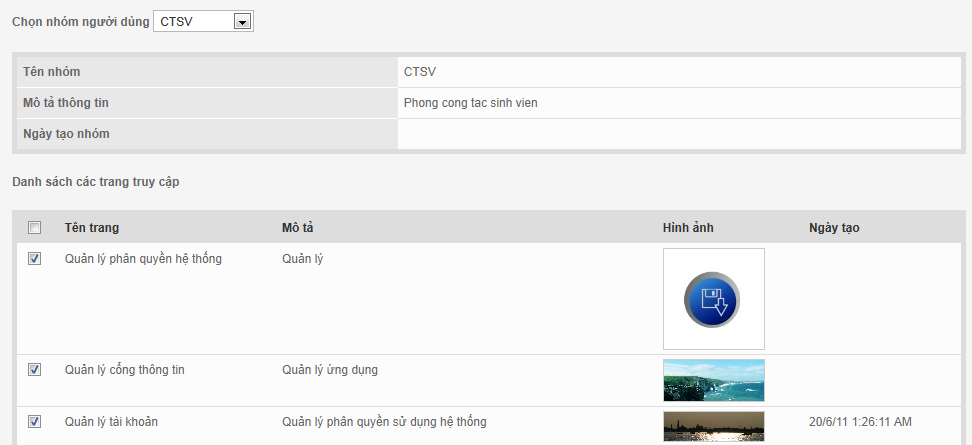 Chọn nhóm người dùng CTSV
Tên nhóm CTSV
Mô tả thông tin Phong cong tac sinh vien
Ngày tạo nhóm
Danh sách các trang truy cập
Tên trang Mô tả Hình ảnh Ngày tạo
Quản lý phân quyền hệ thống Quản lý
Quản lý cổng thông tin Quản lý ứng dụng
Quản lý tài khoản Quản lý phân quyền sử dụng hệ thống 20/6/11 1:26:11 AM